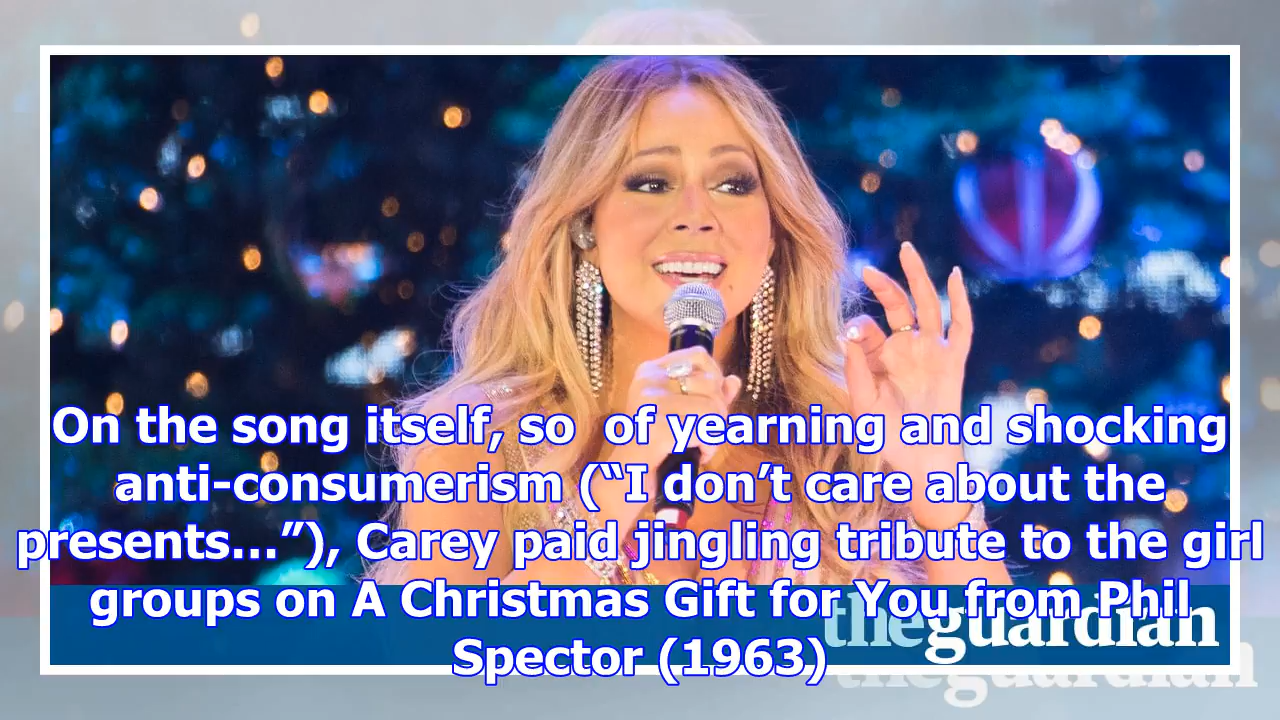 On the song itself, so  of yearning and shocking
anti-consumerism (“I don’t care about the
presents…”), Carey paid jingling tribute to the girl
groups on A Christmas Gift for You from Phil
Spector (1963)
theguardian
theguardian